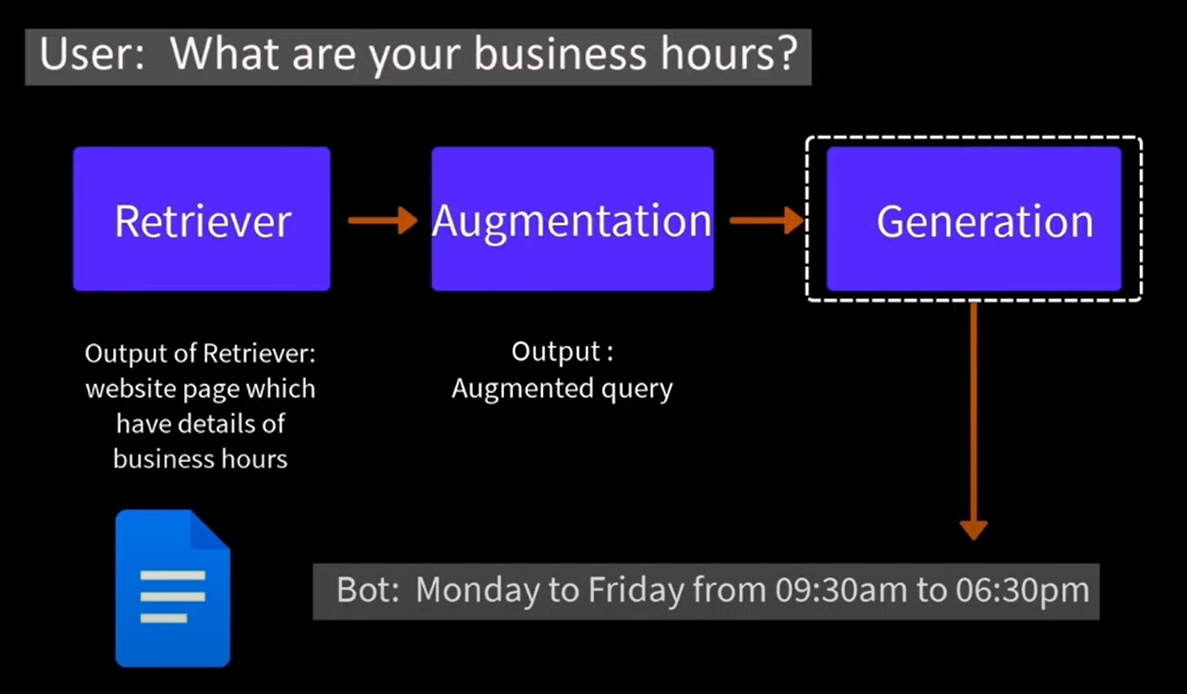 User: What are your business hours?
Retriever
Augmentation
Generation
Output of Retriever:
website page which
have details of
business hours
Output :
Augmented query
Bot: Monday to Friday from 09:30am to 06:30pm